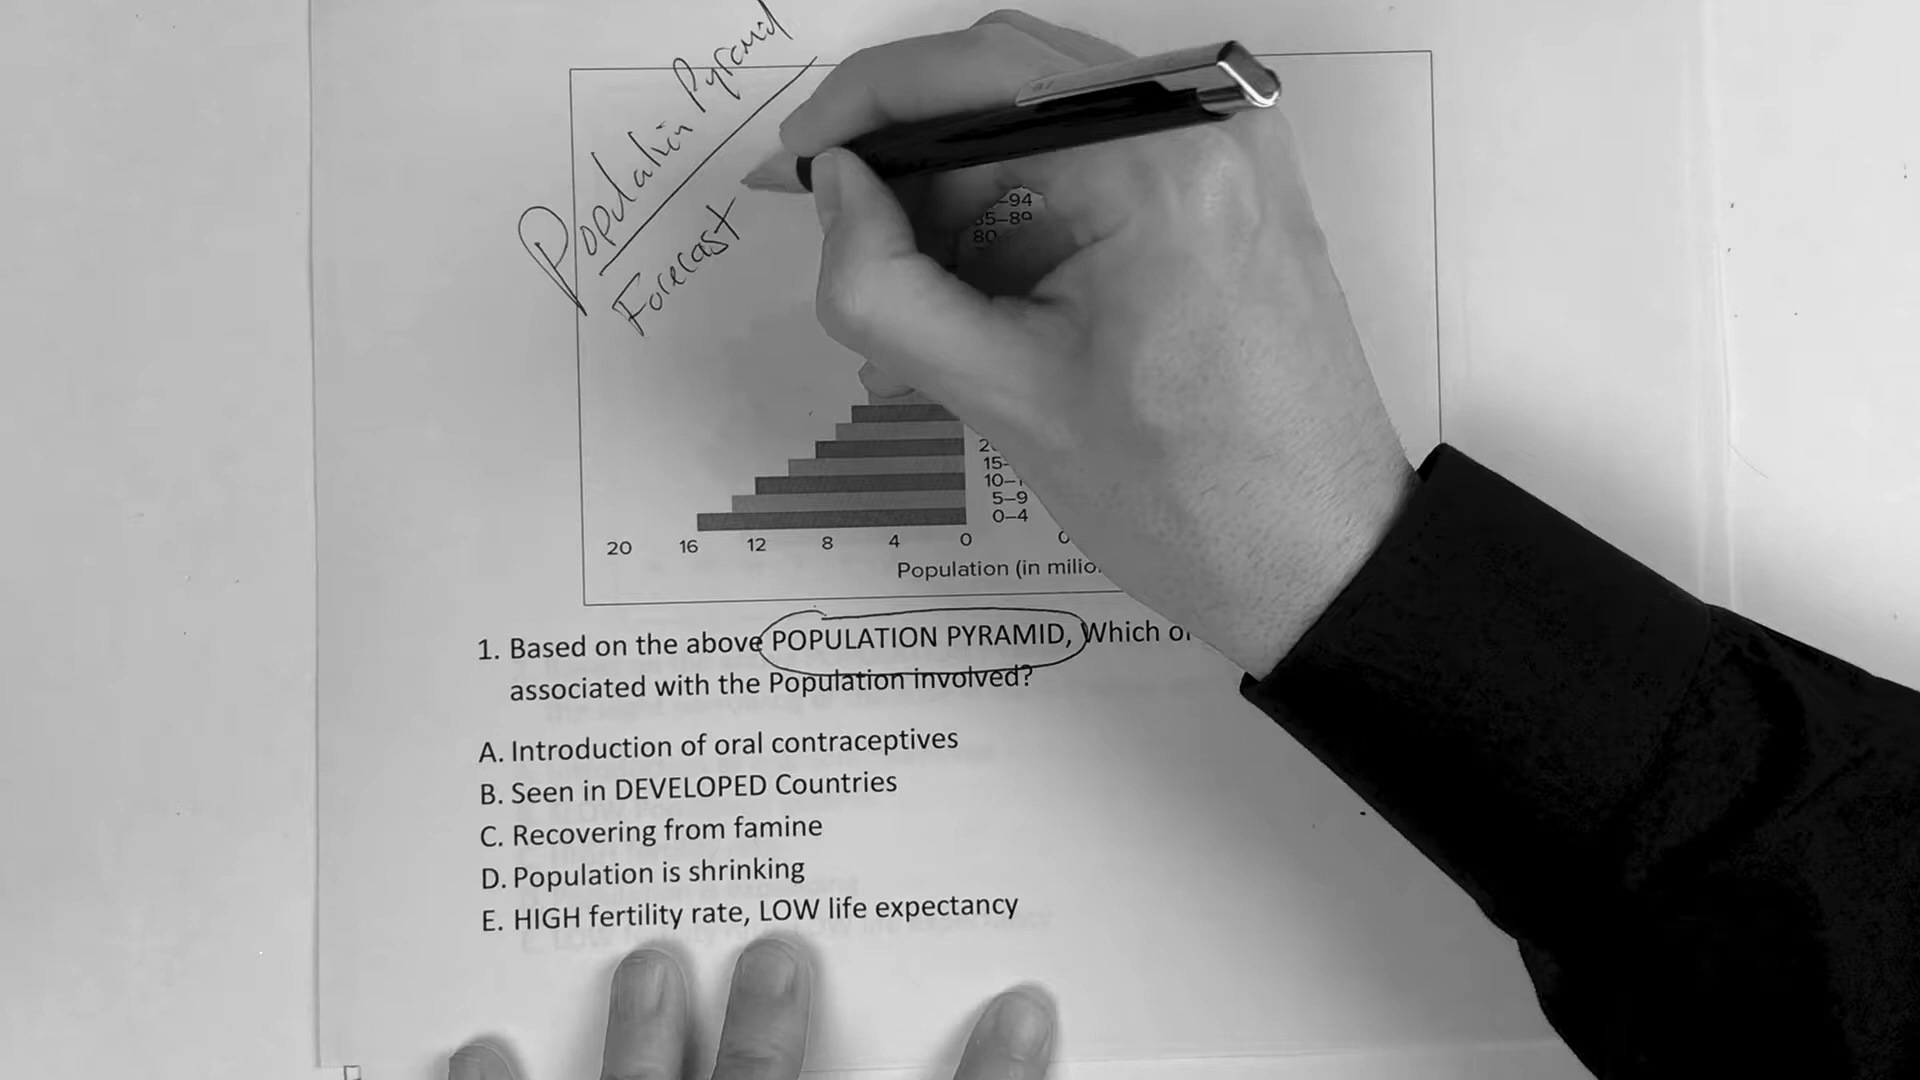 Population Pyramid
Forecast
–94
85–89
80
15-
10–
5–9
0–4
20 16 12 8 4 0 0
Population (in milio
1. Based on the above POPULATION PYRAMID, Which
associated with the Population involved?
A. Introduction of oral contraceptives
B. Seen in DEVELOPED Countries
C. Recovering from famine
D. Population is shrinking
E. HIGH fertility rate, LOW life expectancy